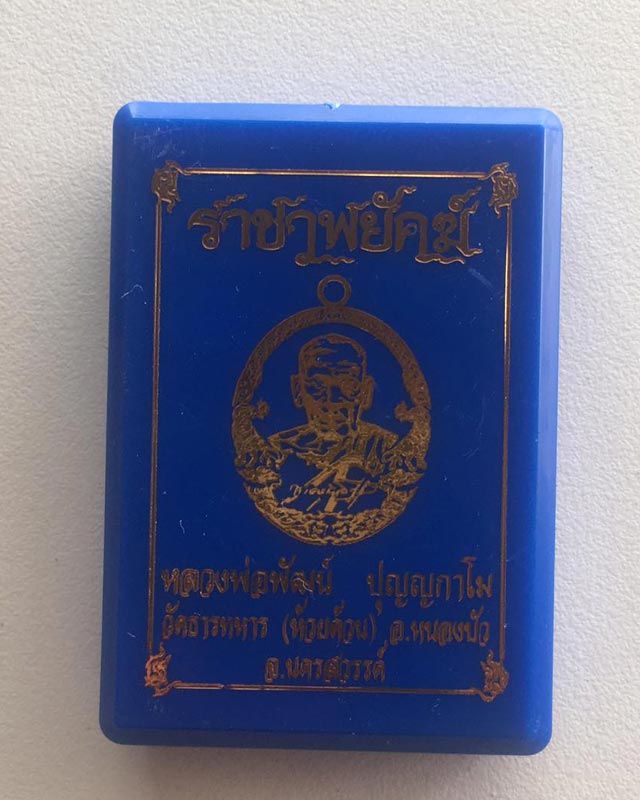 ราชาพยัคฆ์
หลวงพ่อพัฒน์ ปุญญกาโม
วัดธารทหาร (ห้วยด้วน) อ.หนองบัว
จ.นครสวรรค์